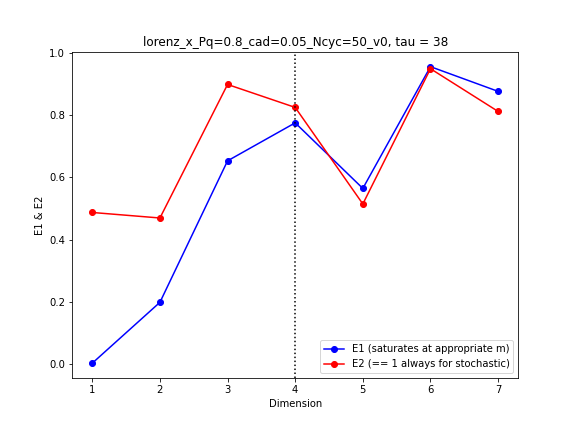 lorenz_x_Pq=0.8_cad=0.05_Ncyc=50_v0, tau = 38
1.0
0.8
0.6
0.4
0.2
0.0
E1 & E2
1 2 3 4 5 6 7
Dimension
E1 (saturates at appropriate m)
E2 (== 1 always for stochastic)